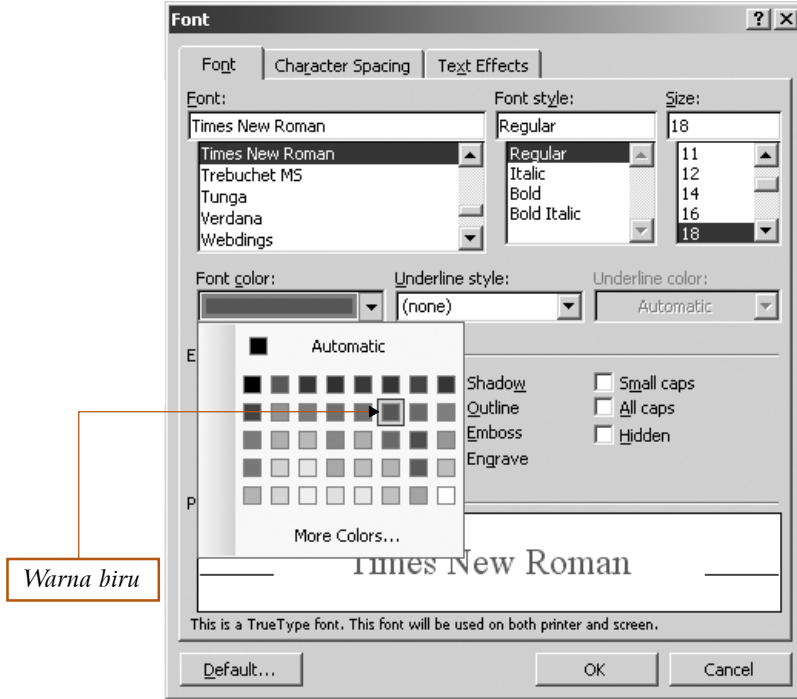 Font
Font Character Spacing Text Effects
Font: Font style: Size:
Times New Roman Regular 18
Times New Roman Regular 11
Trebuchet MS Italic 12
Tunga Bold 14
Verdana Bold Italic 16
Webdings 18
Font color: Underline style: Underline color:
(none) Automatic
Automatic
E
Shadow Small caps
Outline All caps
Emboss Hidden
Engrave
P
More Colors...
Times New Roman
Warna biru
This is a TrueType font. This font will be used on both printer and screen.
Default... OK Cancel